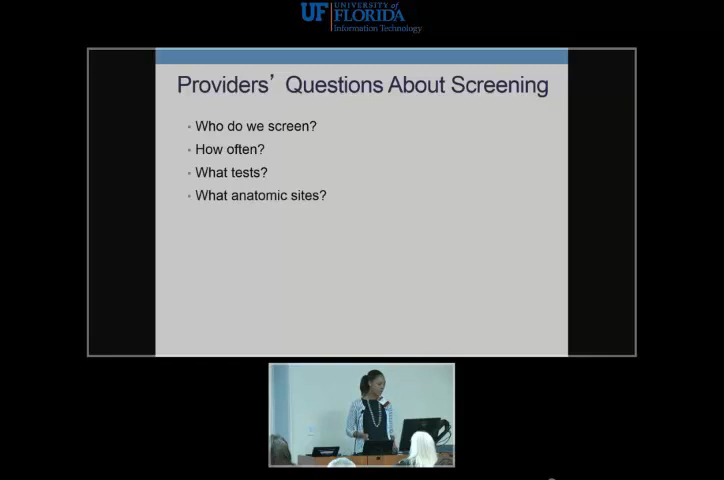 UF UNIVERSITY of
FLORIDA
Information Technology
Providers’ Questions About Screening
• Who do we screen?
• How often?
• What tests?
• What anatomic sites?